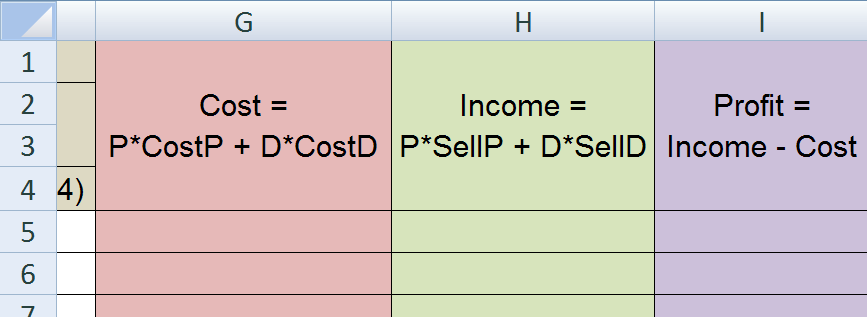 G H I
1
2 Cost = Income = Profit =
3 P*CostP + D*CostD P*SellP + D*SellD Income - Cost
4 4)
5
6
7